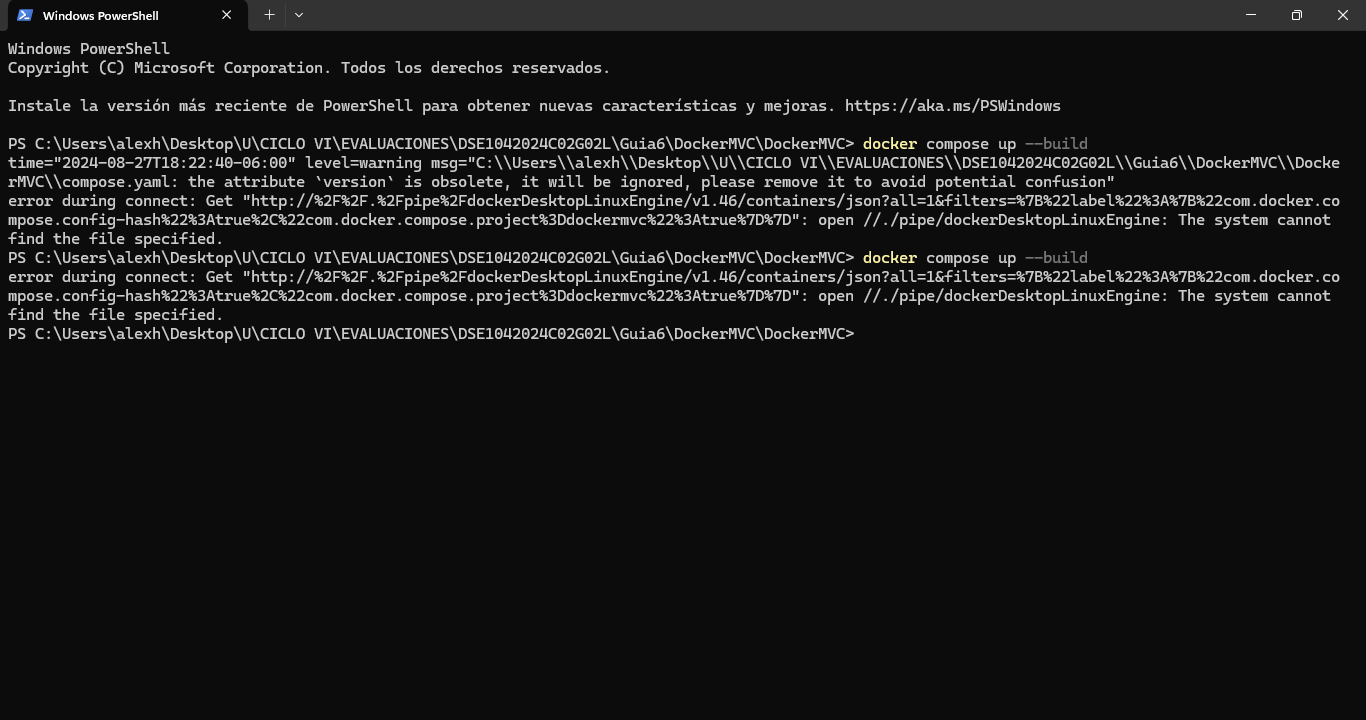 Windows PowerShell
Windows PowerShell
Copyright (C) Microsoft Corporation. Todos los derechos reservados.
Instale la versión más reciente de PowerShell para obtener nuevas características y mejoras. https://aka.ms/PSWindows
PS C:\Users\alexh\Desktop\U\CICLO VI\EVALUACIONES\DSE1042024C02G02L\Guia6\DockerMVC\DockerMVC> docker compose up --build
time="2024-08-27T18:22:40-06:00" level=warning msg="C:\\Users\\alexh\\Desktop\\U\\CICLO VI\\EVALUACIONES\\DSE1042024C02G02L\\Guia6\\DockerMVC\\Docke
rMVC\\compose.yaml: the attribute `version` is obsolete, it will be ignored, please remove it to avoid potential confusion"
error during connect: Get "http://%2F%2F.%2Fpipe%2FdockerDesktopLinuxEngine/v1.46/containers/json?all=1&filters=%7B%22label%22%3A%7B%22com.docker.co
mpose.config-hash%22%3Atrue%2C%22com.docker.compose.project%3Ddockermvc%22%3Atrue%7D%7D": open //./pipe/dockerDesktopLinuxEngine: The system cannot
find the file specified.
PS C:\Users\alexh\Desktop\U\CICLO VI\EVALUACIONES\DSE1042024C02G02L\Guia6\DockerMVC\DockerMVC> docker compose up --build
error during connect: Get "http://%2F%2F.%2Fpipe%2FdockerDesktopLinuxEngine/v1.46/containers/json?all=1&filters=%7B%22label%22%3A%7B%22com.docker.co
mpose.config-hash%22%3Atrue%2C%22com.docker.compose.project%3Ddockermvc%22%3Atrue%7D%7D": open //./pipe/dockerDesktopLinuxEngine: The system cannot
find the file specified.
PS C:\Users\alexh\Desktop\U\CICLO VI\EVALUACIONES\DSE1042024C02G02L\Guia6\DockerMVC\DockerMVC>